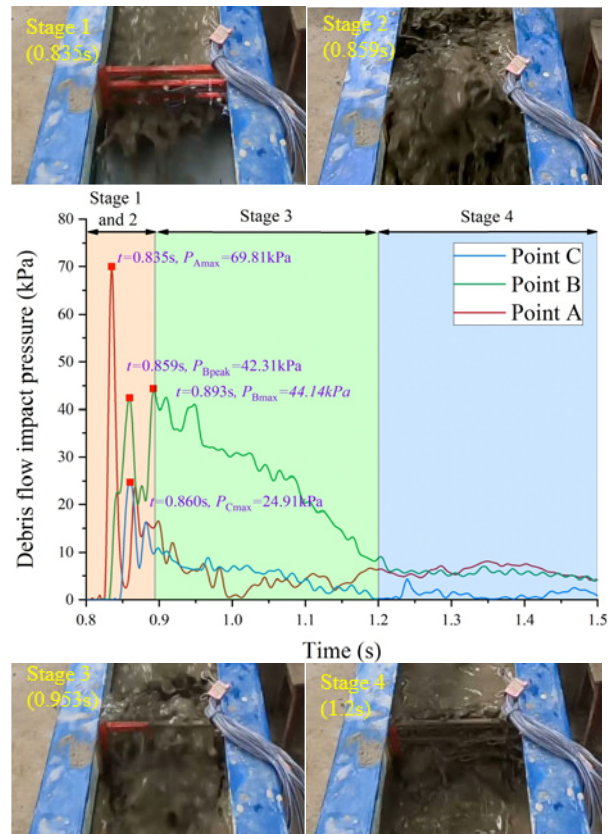 Stage 1
(0.835s)
Stage 2
(0.859s)
Stage 1
and 2
Stage 3
Stage 4
80
70
60
50
40
30
20
10
0
Debris flow impact pressure (kPa)
t=0.835s, PAmax=69.81kPa
t=0.859s, PBpeak=42.31kPa
t=0.893s, PBmax=44.14kPa
t=0.860s, PCmax=24.91kPa
Point C
Point B
Point A
0.8 0.9 1.0 1.1 1.2 1.3 1.4 1.5
Time (s)
Stage 3
(0.953s)
Stage 4
(1.2s)